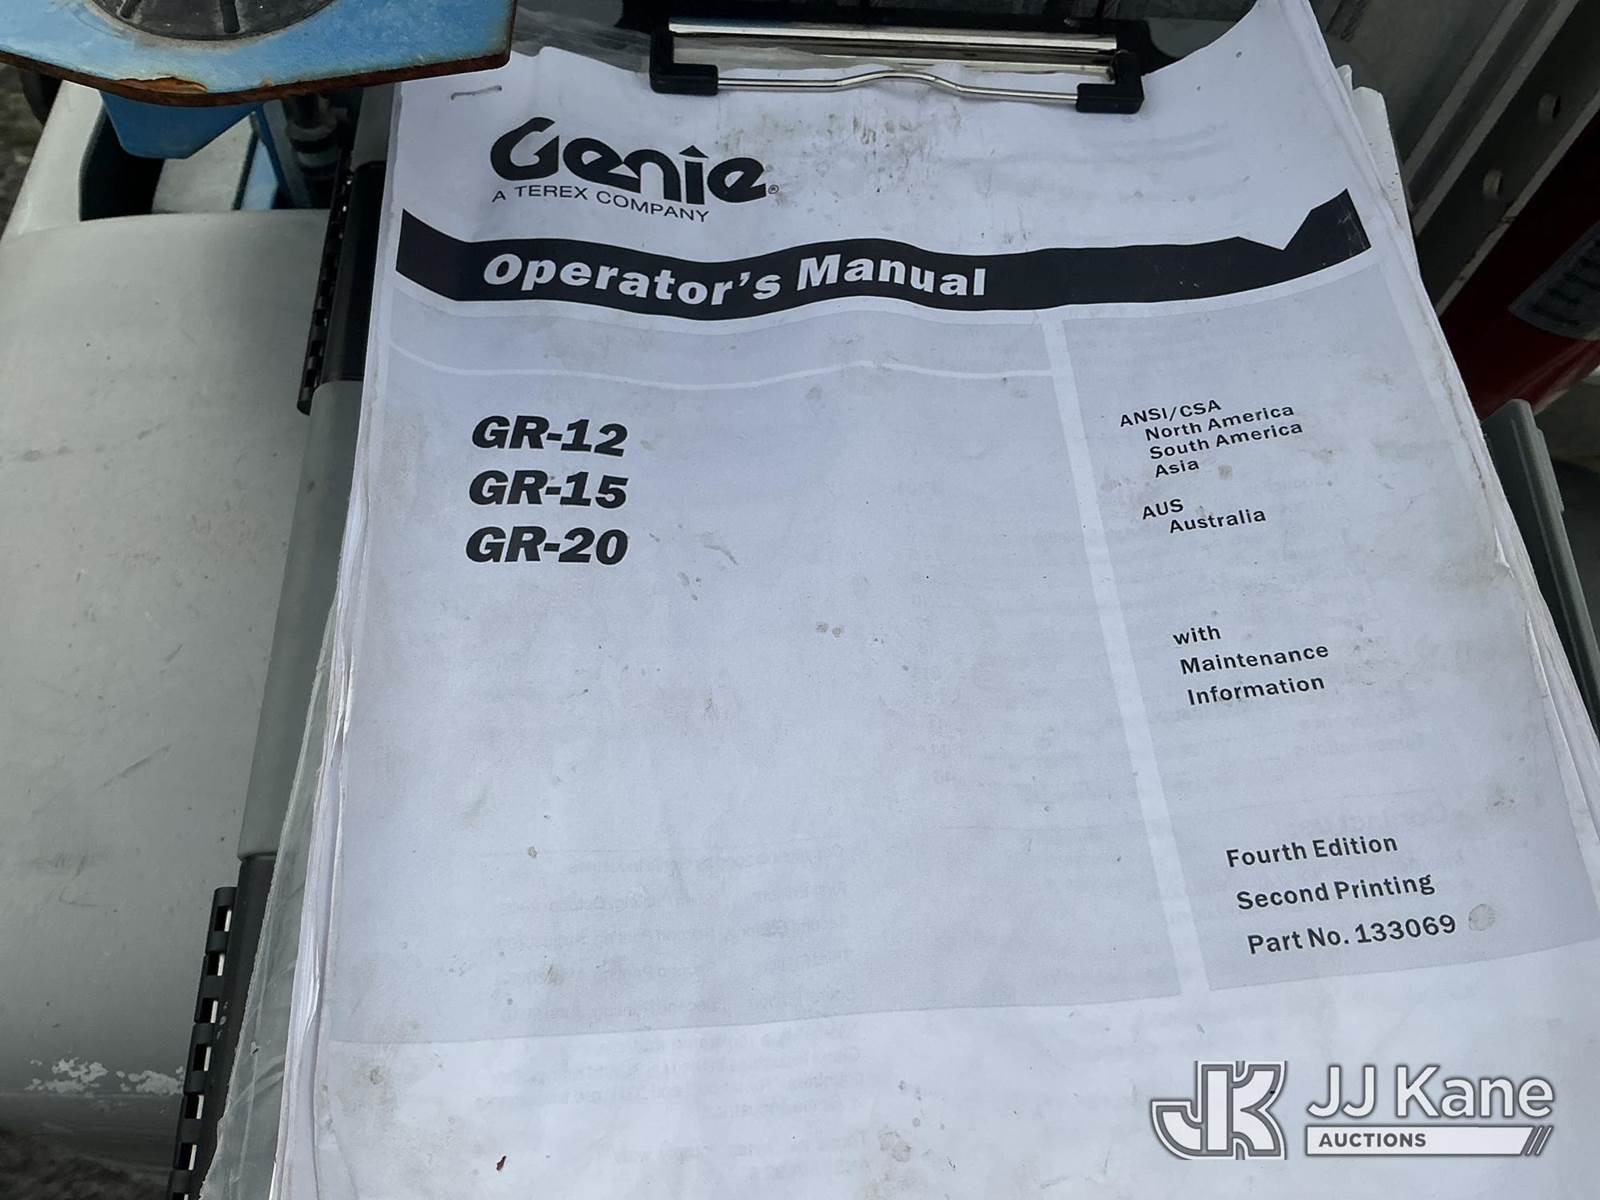 Genie®
A TEREX COMPANY
Operator's Manual
GR-12
GR-15
GR-20
ANSI/CSA
North America
South America
Asia
AUS
Australia
with
Maintenance
Information
Fourth Edition
Second Printing
Part No. 133069
JK JJ Kane
AUCTIONS